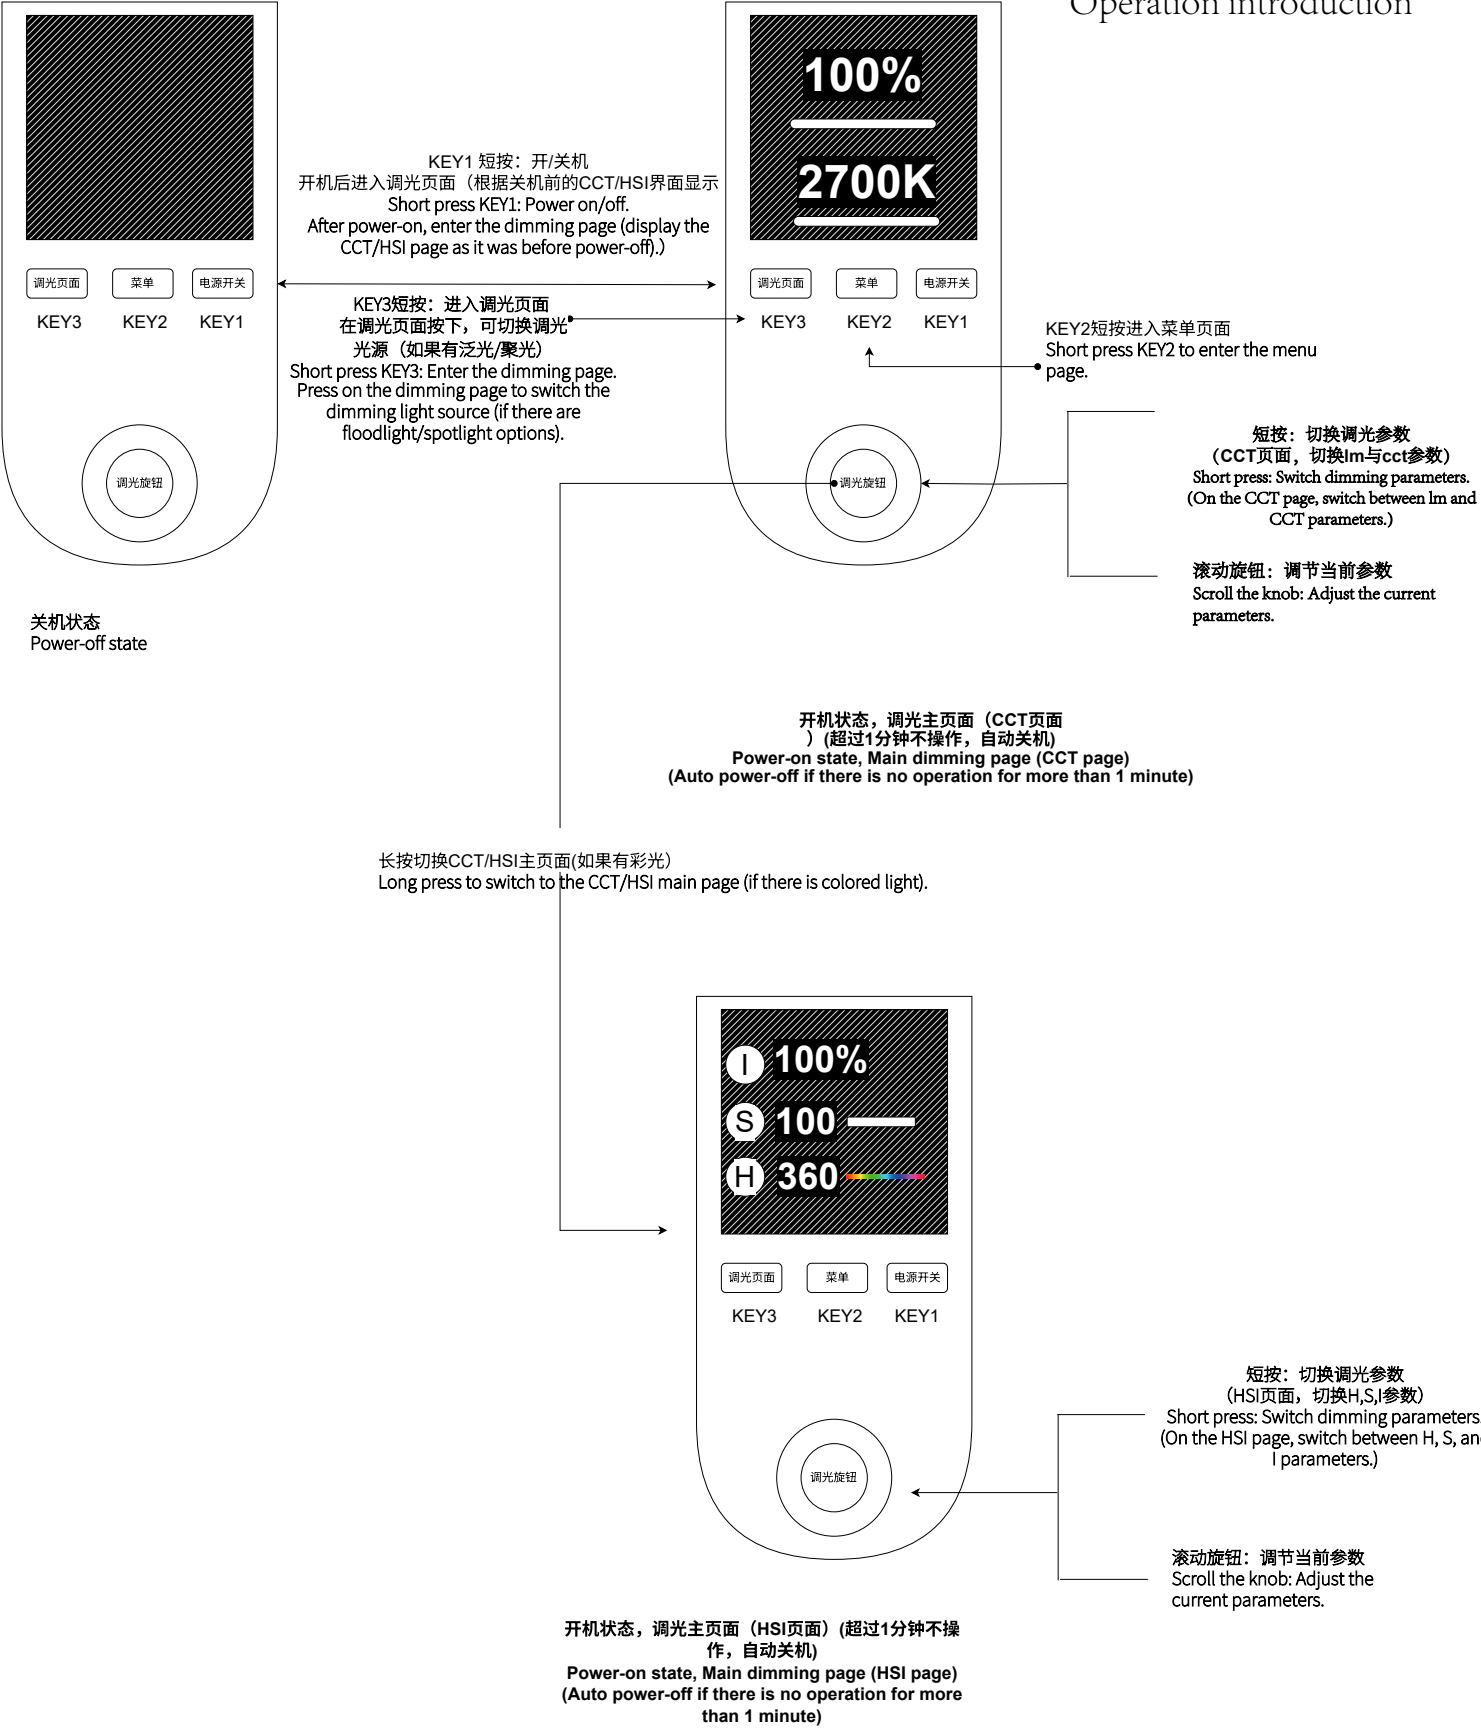 Operation introduction
100%
2700K
KEY1 短按：开/关机
开机后进入调光页面（根据关机前的CCT/HSI界面显示
Short press KEY1: Power on/off.
After power-on, enter the dimming page (display the
CCT/HSI page as it was before power-off).）
调光页面 菜单 电源开关
KEY3 KEY2 KEY1
调光页面 菜单 电源开关
KEY3 KEY2 KEY1
KEY3短按：进入调光页面
在调光页面按下，可切换调光
光源（如果有泛光/聚光）
Short press KEY3: Enter the dimming page.
Press on the dimming page to switch the
dimming light source (if there are
floodlight/spotlight options).
KEY2短按进入菜单页面
Short press KEY2 to enter the menu
page.
调光旋钮
调光旋钮
短按：切换调光参数
（CCT页面，切换lm与cct参数）
Short press: Switch dimming parameters.
(On the CCT page, switch between lm and
CCT parameters.)
滚动旋钮：调节当前参数
Scroll the knob: Adjust the current
parameters.
关机状态
Power-off state
开机状态，调光主页面（CCT页面
）(超过1分钟不操作，自动关机)
Power-on state, Main dimming page (CCT page)
(Auto power-off if there is no operation for more than 1 minute)
长按切换CCT/HSI主页面(如果有彩光）
Long press to switch to the CCT/HSI main page (if there is colored light).
I 100%
S 100
H 360
调光页面 菜单 电源开关
KEY3 KEY2 KEY1
调光旋钮
短按：切换调光参数
（HSI页面，切换H,S,I参数）
Short press: Switch dimming parameters.
(On the HSI page, switch between H, S, an
I parameters.)
滚动旋钮：调节当前参数
Scroll the knob: Adjust the
current parameters.
开机状态，调光主页面（HSI页面）(超过1分钟不操
作，自动关机)
Power-on state, Main dimming page (HSI page)
(Auto power-off if there is no operation for more
than 1 minute)